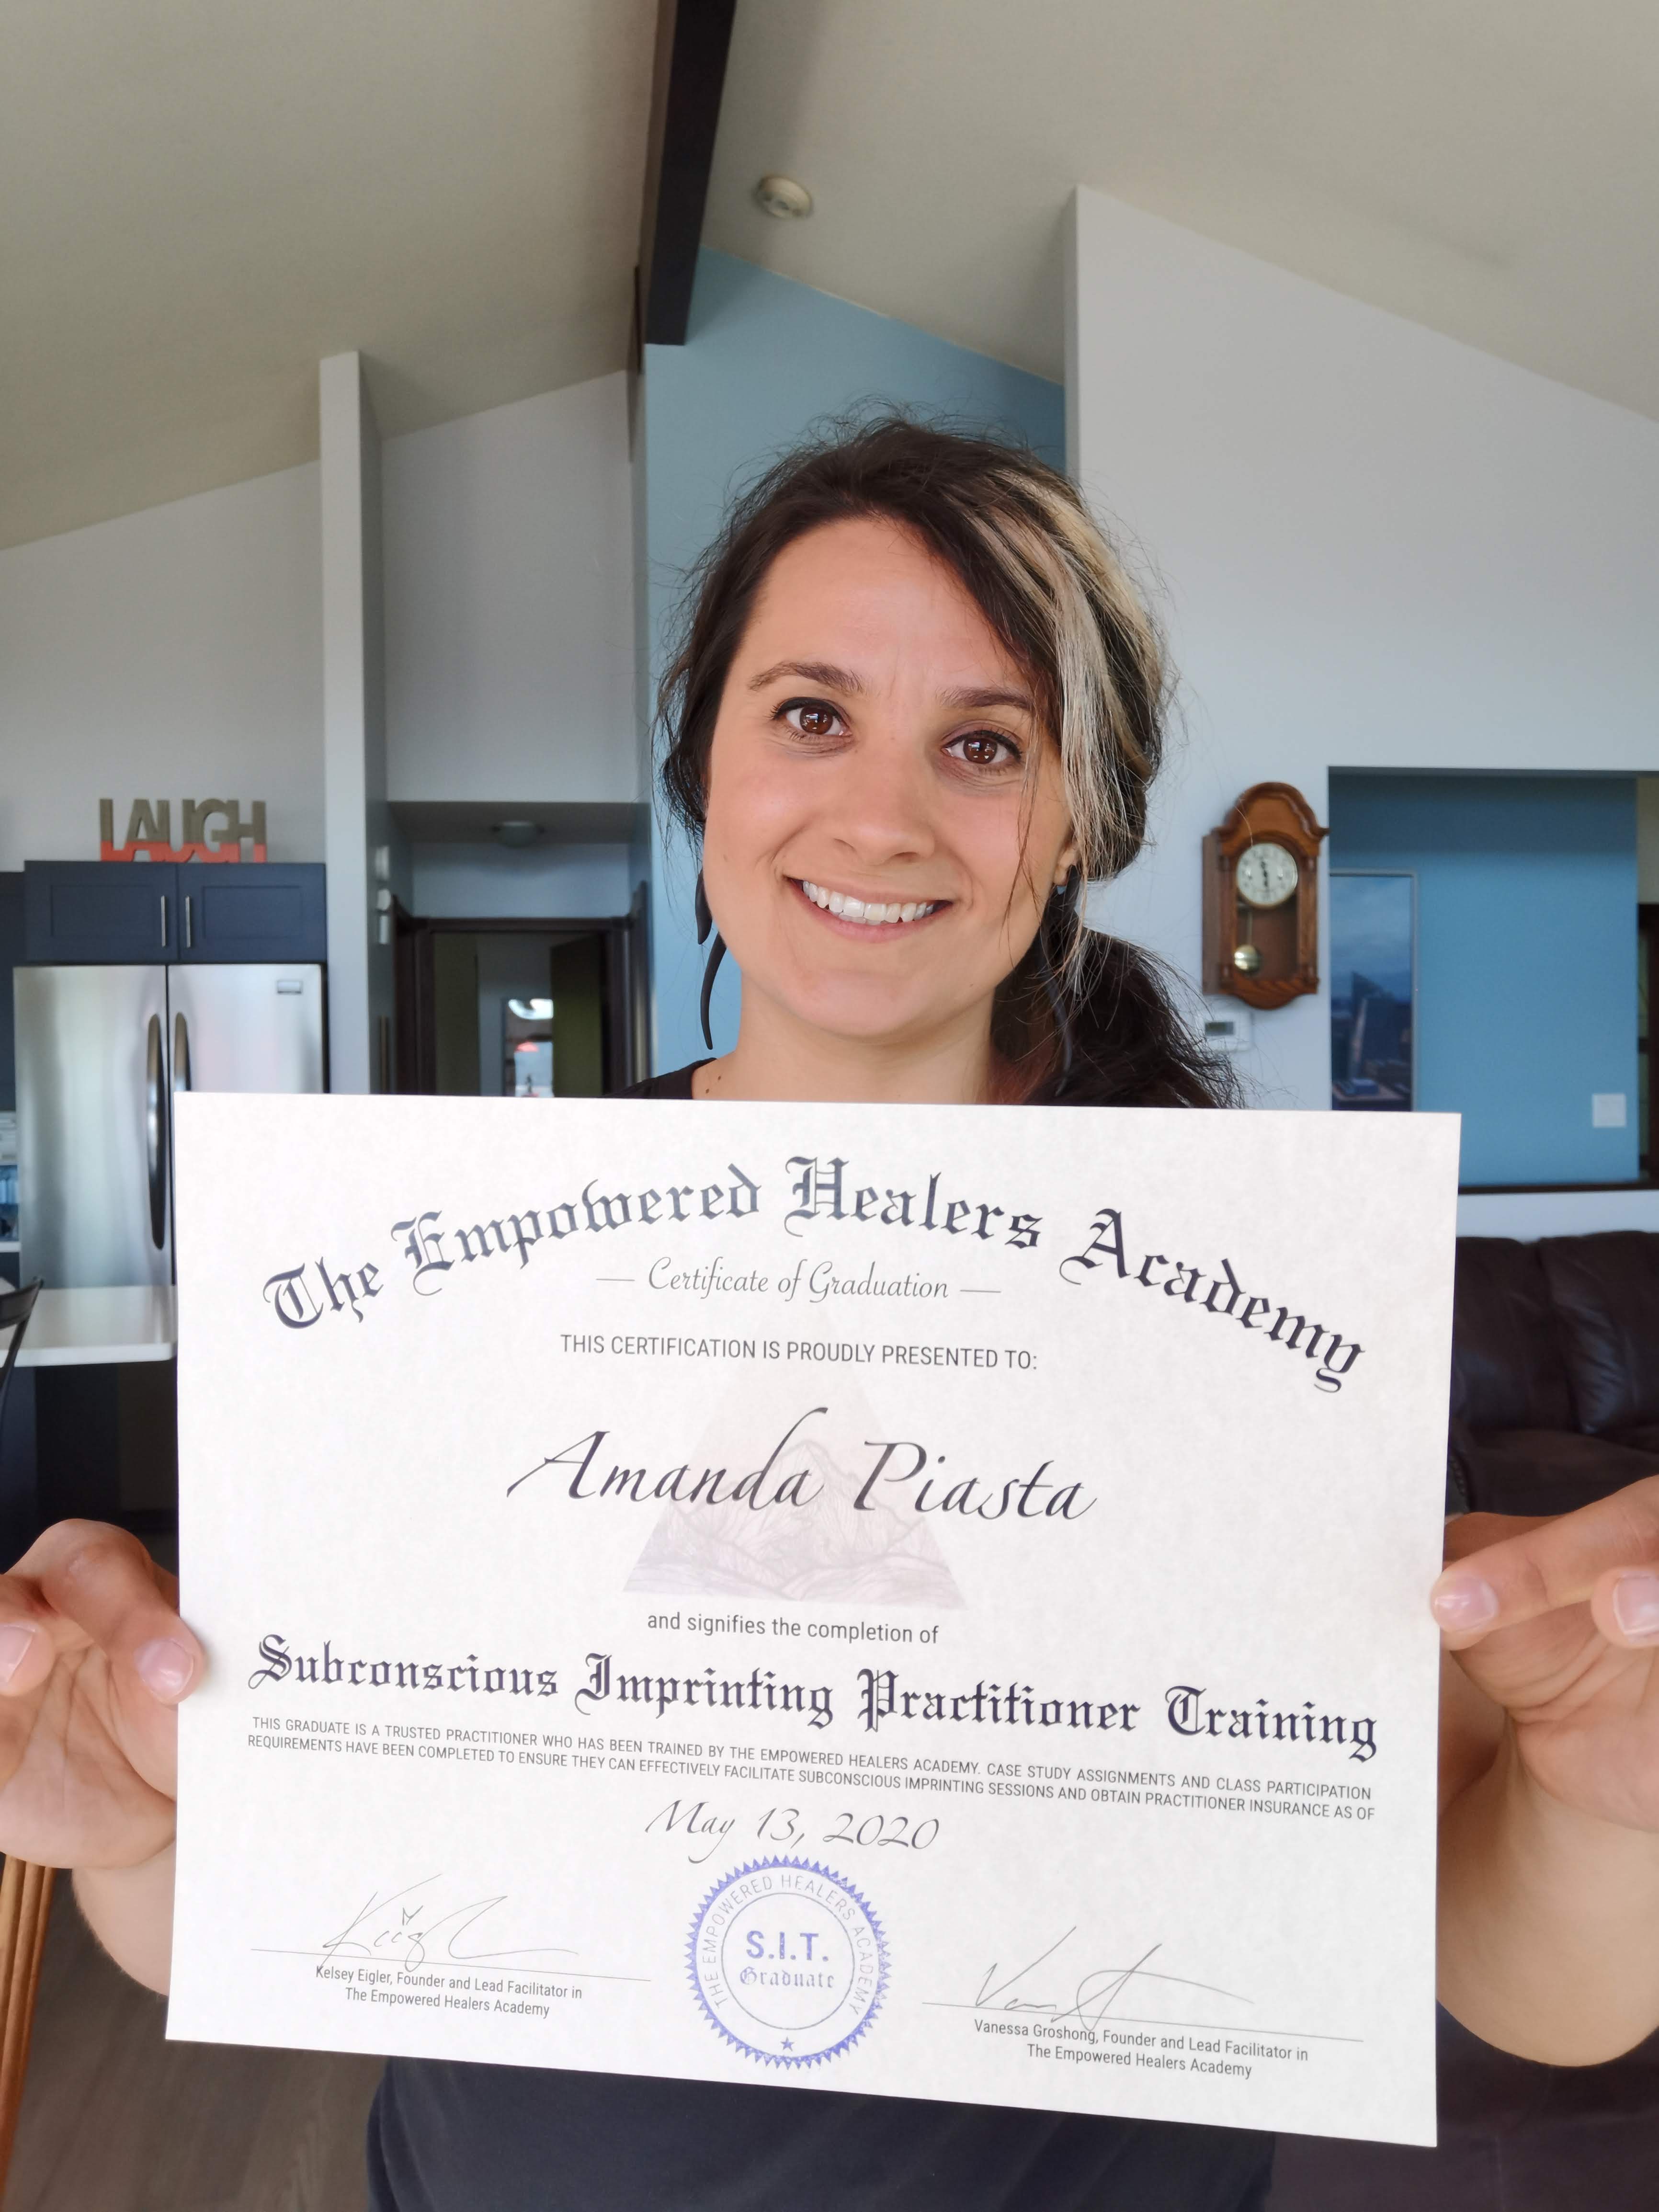 LAUGH
The Empowered Healers Academy
— Certificate of Graduation —
THIS CERTIFICATION IS PROUDLY PRESENTED TO:
Amanda Piasta
and signifies the completion of
Subconscious Imprinting Practitioner Training
THIS GRADUATE IS A TRUSTED PRACTITIONER WHO HAS BEEN TRAINED BY THE EMPOWERED HEALERS ACADEMY. CASE STUDY ASSIGNMENTS AND CLASS PARTICIPATION
REQUIREMENTS HAVE BEEN COMPLETED TO ENSURE THEY CAN EFFECTIVELY FACILITATE SUBCONSCIOUS IMPRINTING SESSIONS AND OBTAIN PRACTITIONER INSURANCE AS OF
May 13, 2020
Kelsey Eigler, Founder and Lead Facilitator in
The Empowered Healers Academy
THE EMPOWERED HEALERS ACADEMY
S.I.T.
Graduate
Vanessa Groshong, Founder and Lead Facilitator in
The Empowered Healers Academy